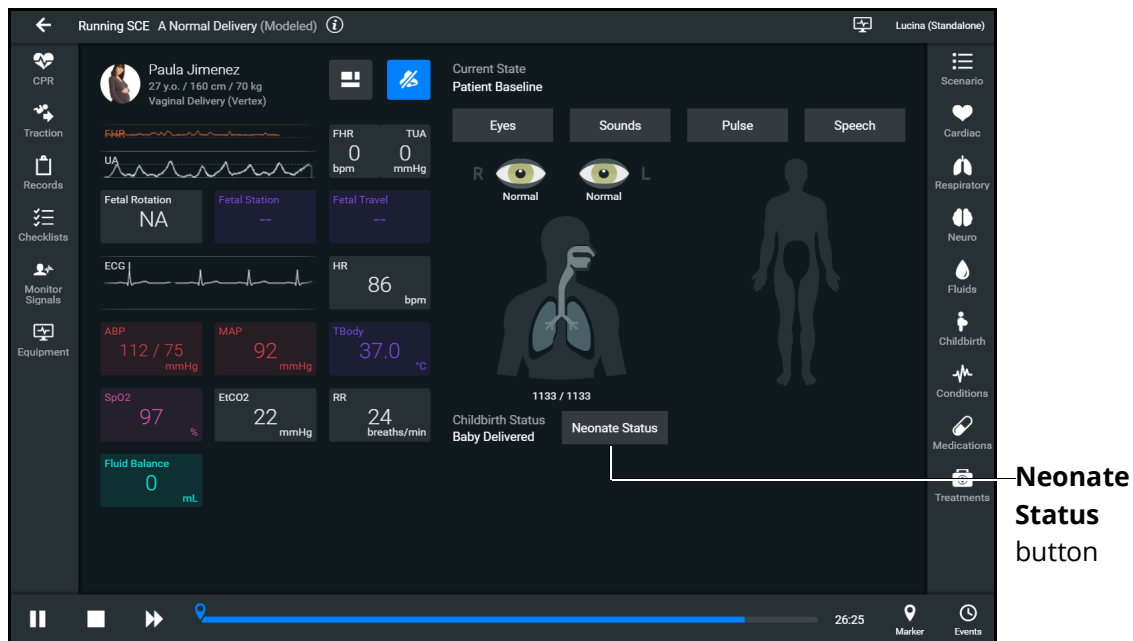 Running SCE A Normal Delivery (Modeled) i
Lucina (Standalone)
CPR
Traction
Records
Checklists
Monitor
Signals
Equipment
Paula Jimenez
27 y.o. / 160 cm / 70 kg
Vaginal Delivery (Vertex)
FHR
UA
FHR TUA
0 0
bpm mmHg
Fetal Rotation
NA
Fetal Station
--
Fetal Travel
--
ECG
HR
86
bpm
ABP
112 / 75
mmHg
MAP
92
mmHg
TBody
37.0
°C
SpO2
97
%
EtCO2
22
mmHg
RR
24
breaths/min
Fluid Balance
0
mL
Current State
Patient Baseline
Eyes Sounds Pulse Speech
R L
Normal Normal
1133 / 1133
Childbirth Status
Baby Delivered
Neonate Status
Scenario
Cardiac
Respiratory
Neuro
Fluids
Childbirth
Conditions
Medications
Treatments
Neonate
Status
button
26:25
Marker
Events